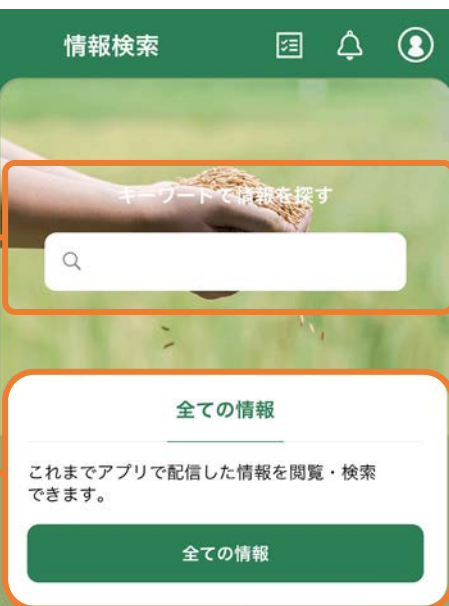 情報検索
キーワードで情報を探す
全ての情報
これまでアプリで配信した情報を閲覧・検索
できます。
全ての情報